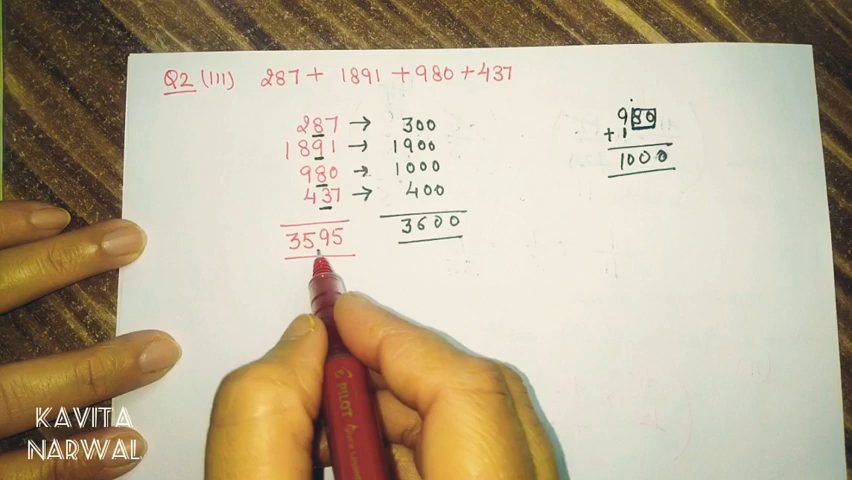 Q2 (III) 287 + 1891 + 980 + 437
287 → 300
1891 → 1900
980 → 1000
437 → 400
3595 3600
980
+ 1
1000
PILOT
KAVITA
NARWAL